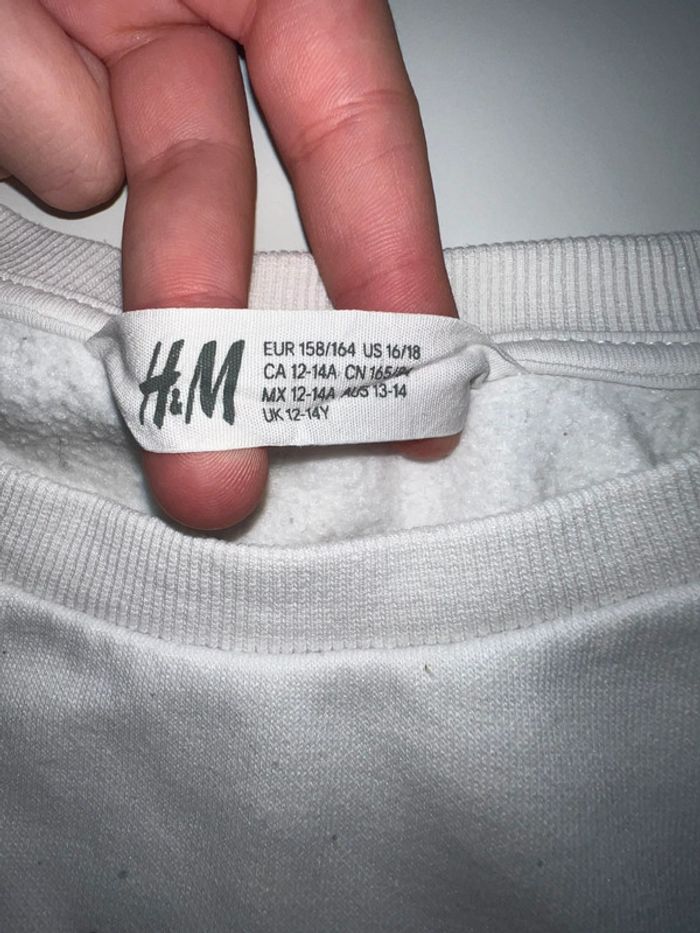 H&M
EUR 158/164 US 16/18
CA 12-14A CN
MX 12-14A AUS 13-14
UK 12-14Y